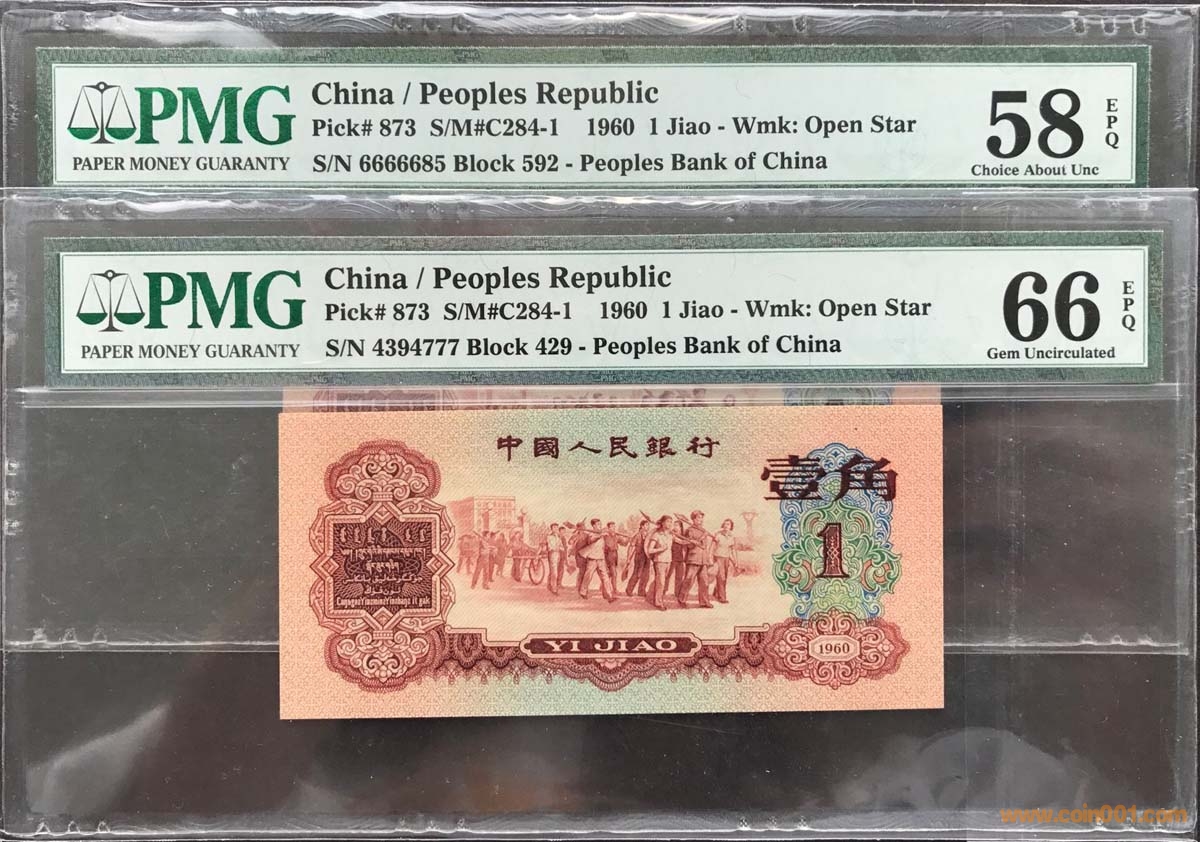 PMG
PAPER MONEY GUARANTY
China / Peoples Republic
Pick# 873 S/M#C284-1 1960 1 Jiao - Wmk: Open Star
S/N 6666685 Block 592 - Peoples Bank of China
58
EPQ
Choice About Unc
PMG
PAPER MONEY GUARANTY
China / Peoples Republic
Pick# 873 S/M#C284-1 1960 1 Jiao - Wmk: Open Star
S/N 4394777 Block 429 - Peoples Bank of China
66
EPQ
Gem Uncirculated
中國人民銀行
壹角
1
YI JIAO
1960
www.coin001.com